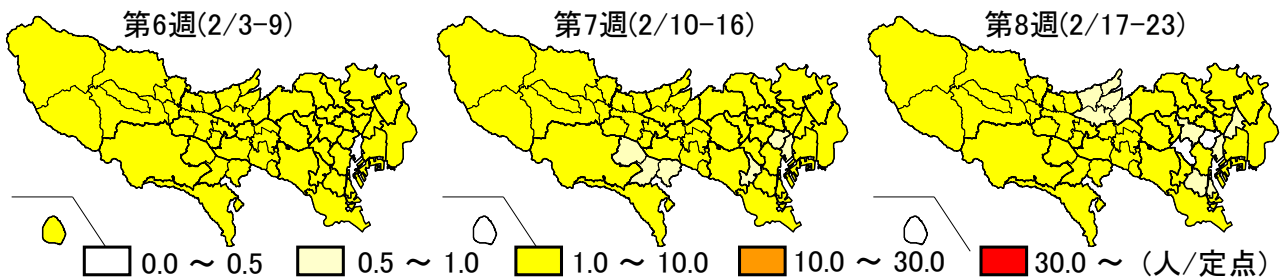 第6週(2/3-9)
第7週(2/10-16)
第8週(2/17-23)
0.0 ～ 0.5
0.5 ～ 1.0
1.0 ～ 10.0
10.0 ～ 30.0
30.0 ～ (人/定点)